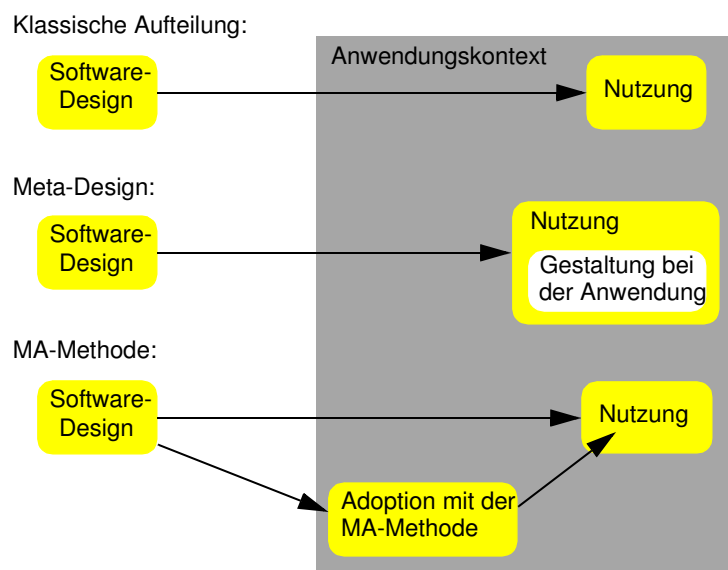 Klassische Aufteilung:
Anwendungskontext
Software-
Design
Nutzung
Meta-Design:
Software-
Design
Nutzung
Gestaltung bei
der Anwendung
MA-Methode:
Software-
Design
Nutzung
Adoption mit der
MA-Methode